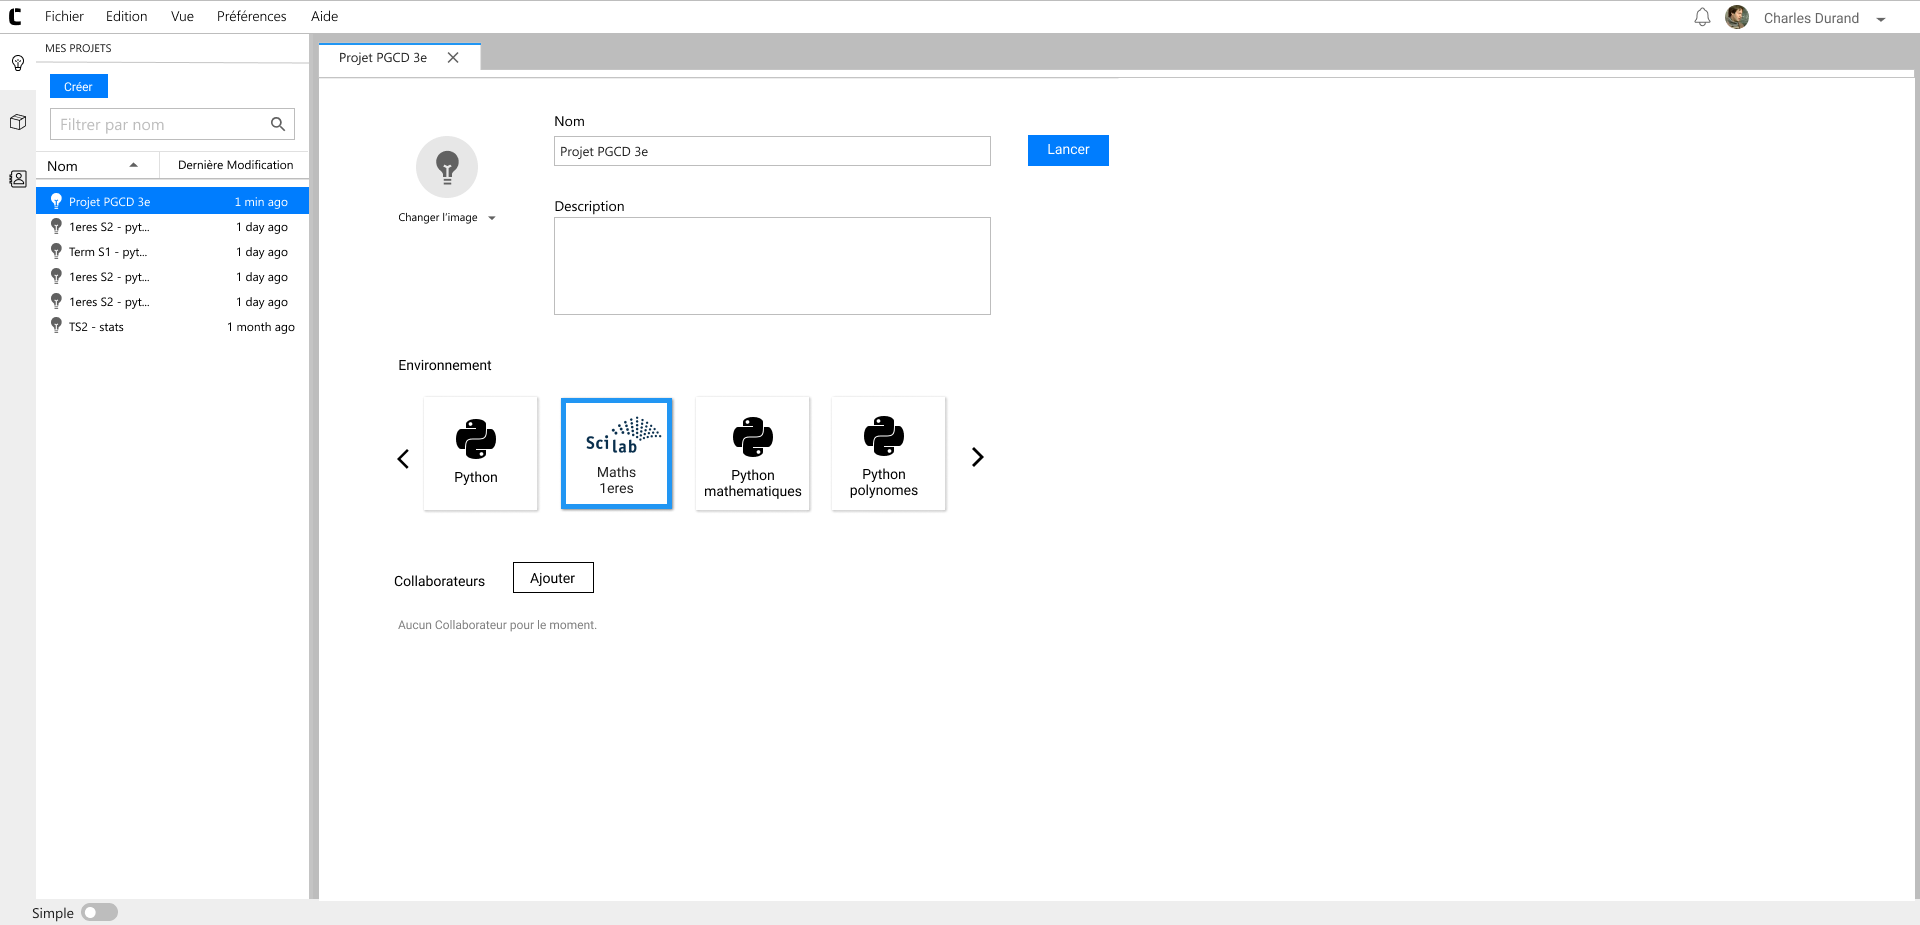 Fichier Edition Vue Préférences Aide Charles Durand
MES PROJETS
Projet PGCD 3e
Créer
Filtrer par nom
Nom Dernière Modification
Projet PGCD 3e 1 min ago
1eres S2 - pyt... 1 day ago
Term S1 - pyt... 1 day ago
1eres S2 - pyt... 1 day ago
1eres S2 - pyt... 1 day ago
TS2 - stats 1 month ago
Nom
Projet PGCD 3e
Lancer
Changer l'image
Description
Environnement
Python
Sci lab
Maths
1eres
Python
mathematiques
Python
polynomes
Collaborateurs Ajouter
Aucun Collaborateur pour le moment.
Simple